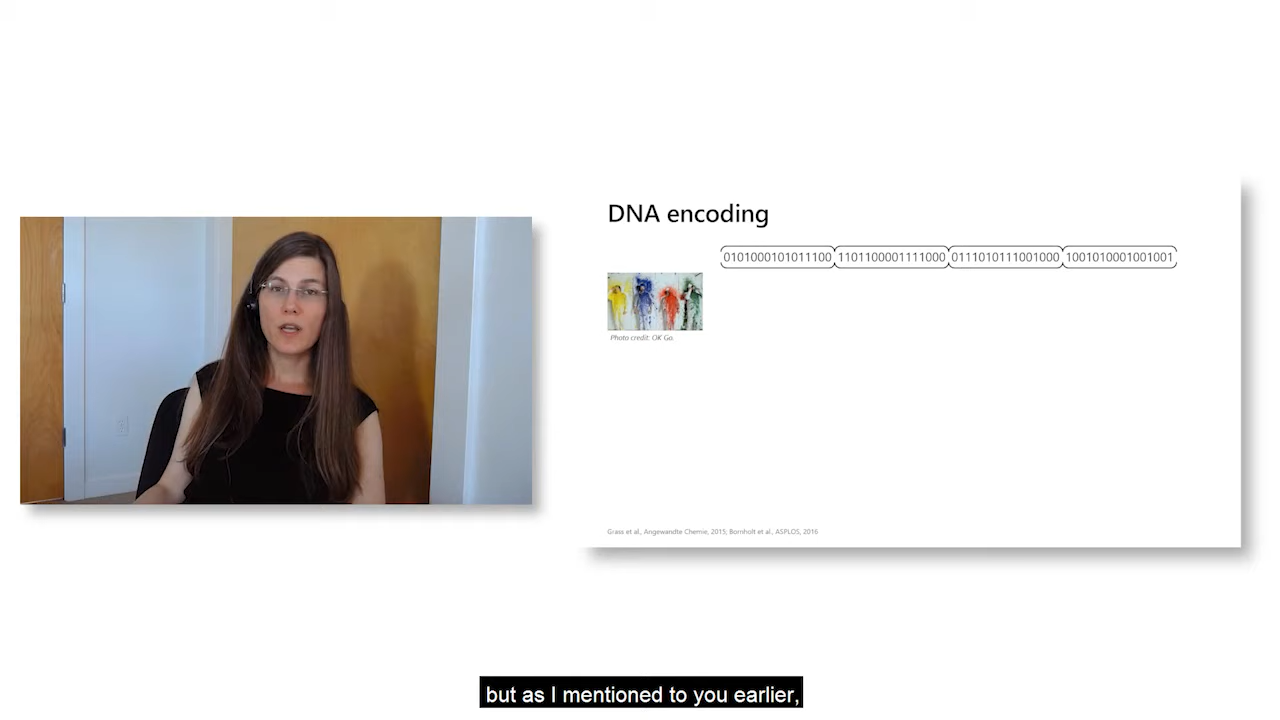 DNA encoding
0101000101011100 1101100001111000 0111010111001000 1001010001001001
Photo credit: OK Go.
Grass et al., Angewandte Chemie, 2015; Bornholt et al., ASPLOS, 2016
but as I mentioned to you earlier,